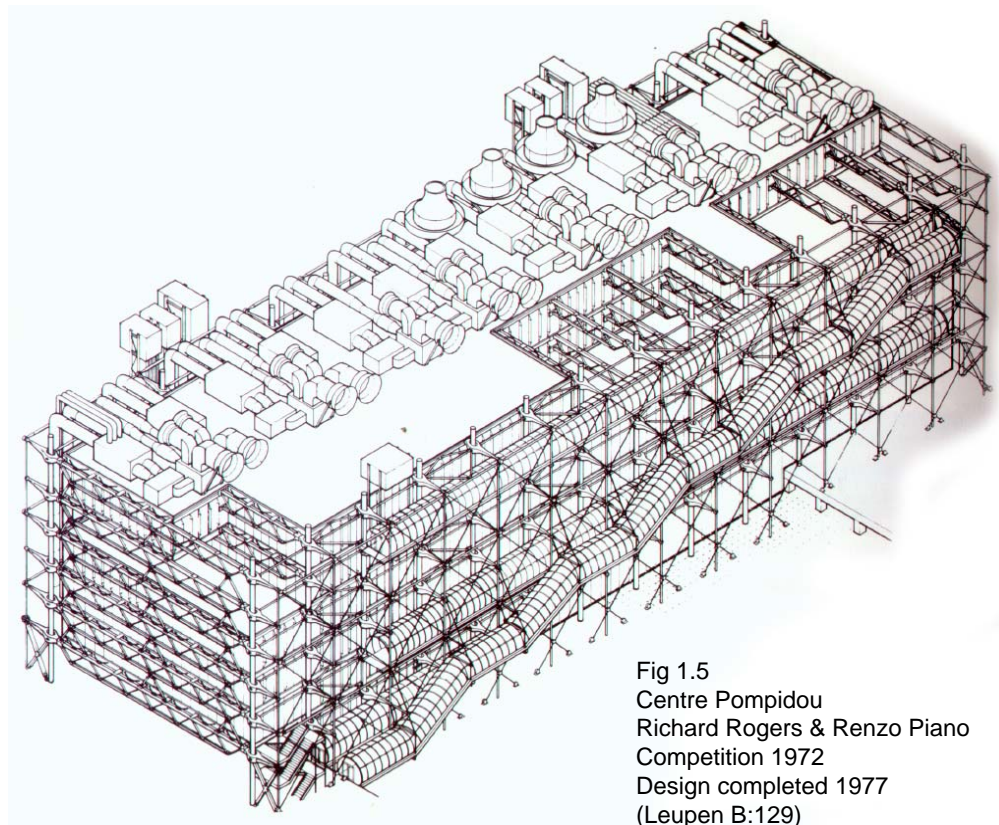 Fig 1.5
Centre Pompidou
Richard Rogers & Renzo Piano
Competition 1972
Design completed 1977
(Leupen B:129)